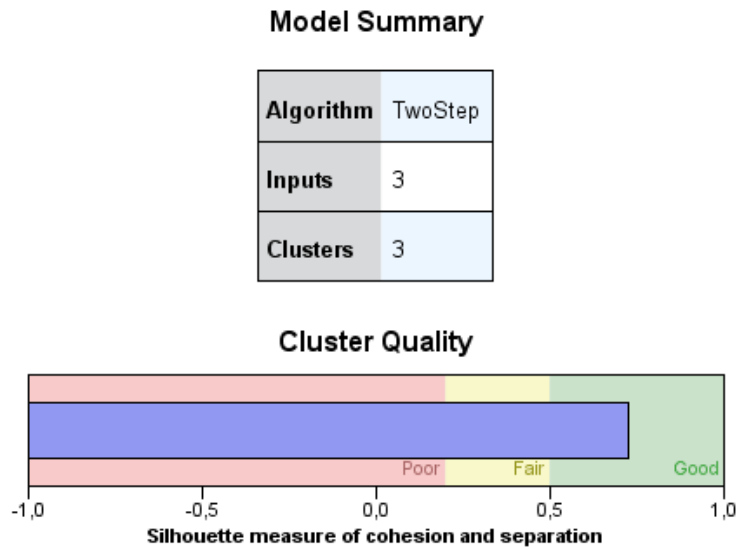 Model Summary
Algorithm TwoStep
Inputs 3
Clusters 3
Cluster Quality
Poor Fair Good
-1,0 -0,5 0,0 0,5 1,0
Silhouette measure of cohesion and separation